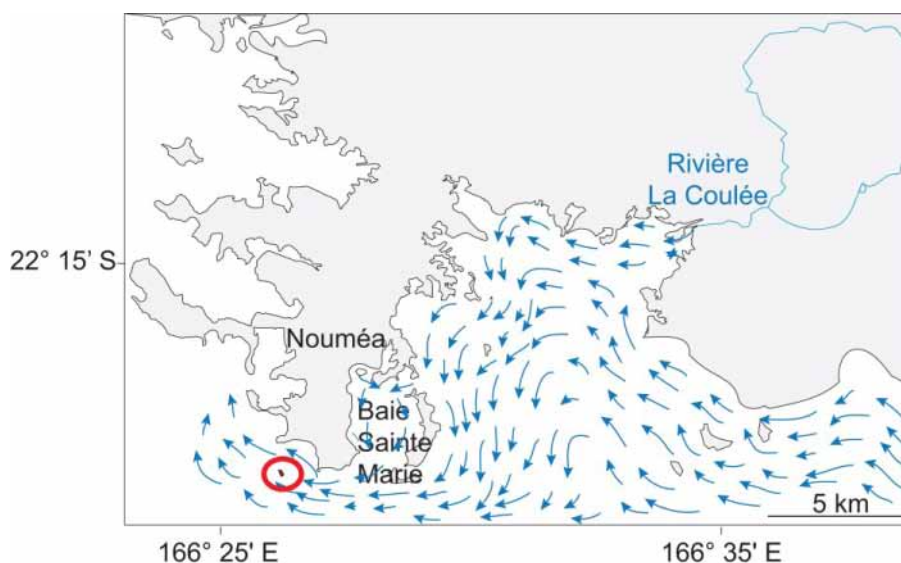 Rivière
La Coulée
22° 15' S
Nouméa
Baie
Sainte
Marie
5 km
166° 25' E
166° 35' E